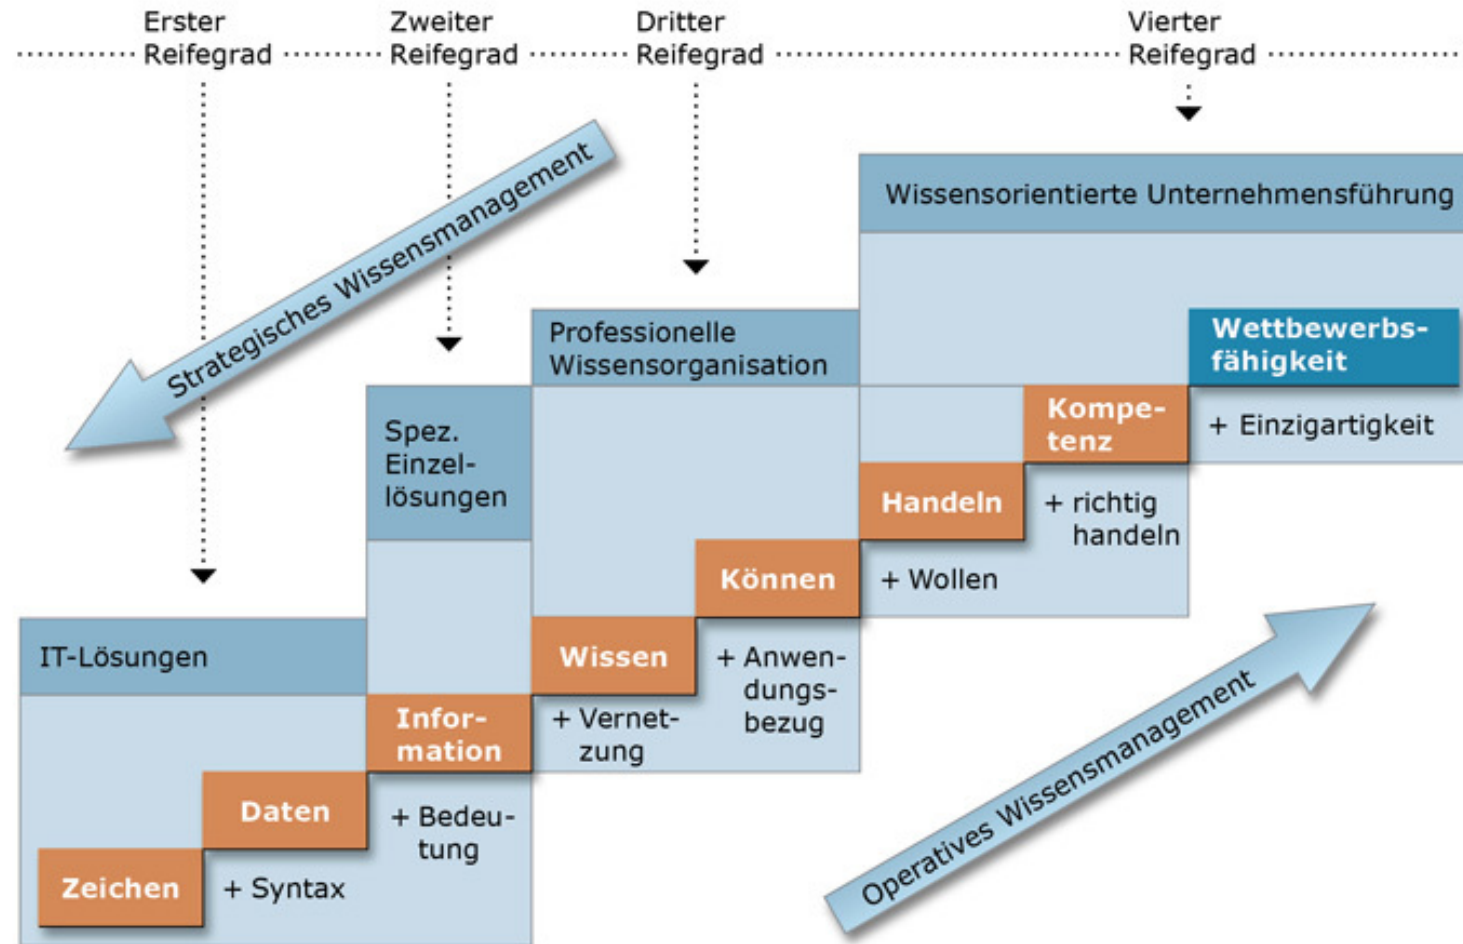 Erster
Reifegrad
Zweiter
Reifegrad
Dritter
Reifegrad
Vierter
Reifegrad
Strategisches Wissensmanagement
Wissensorientierte Unternehmensführung
Professionelle
Wissensorganisation
Wettbewerbs-
fähigkeit
Spez.
Einzel-
lösungen
Kompe-
tenz
+ Einzigartigkeit
Handeln
+ richtig
handeln
Können
+ Wollen
IT-Lösungen
Wissen
+ Anwen-
dungs-
bezug
Infor-
mation
+ Vernet-
zung
Daten
+ Bedeu-
tung
Zeichen
+ Syntax
Operatives Wissensmanagement